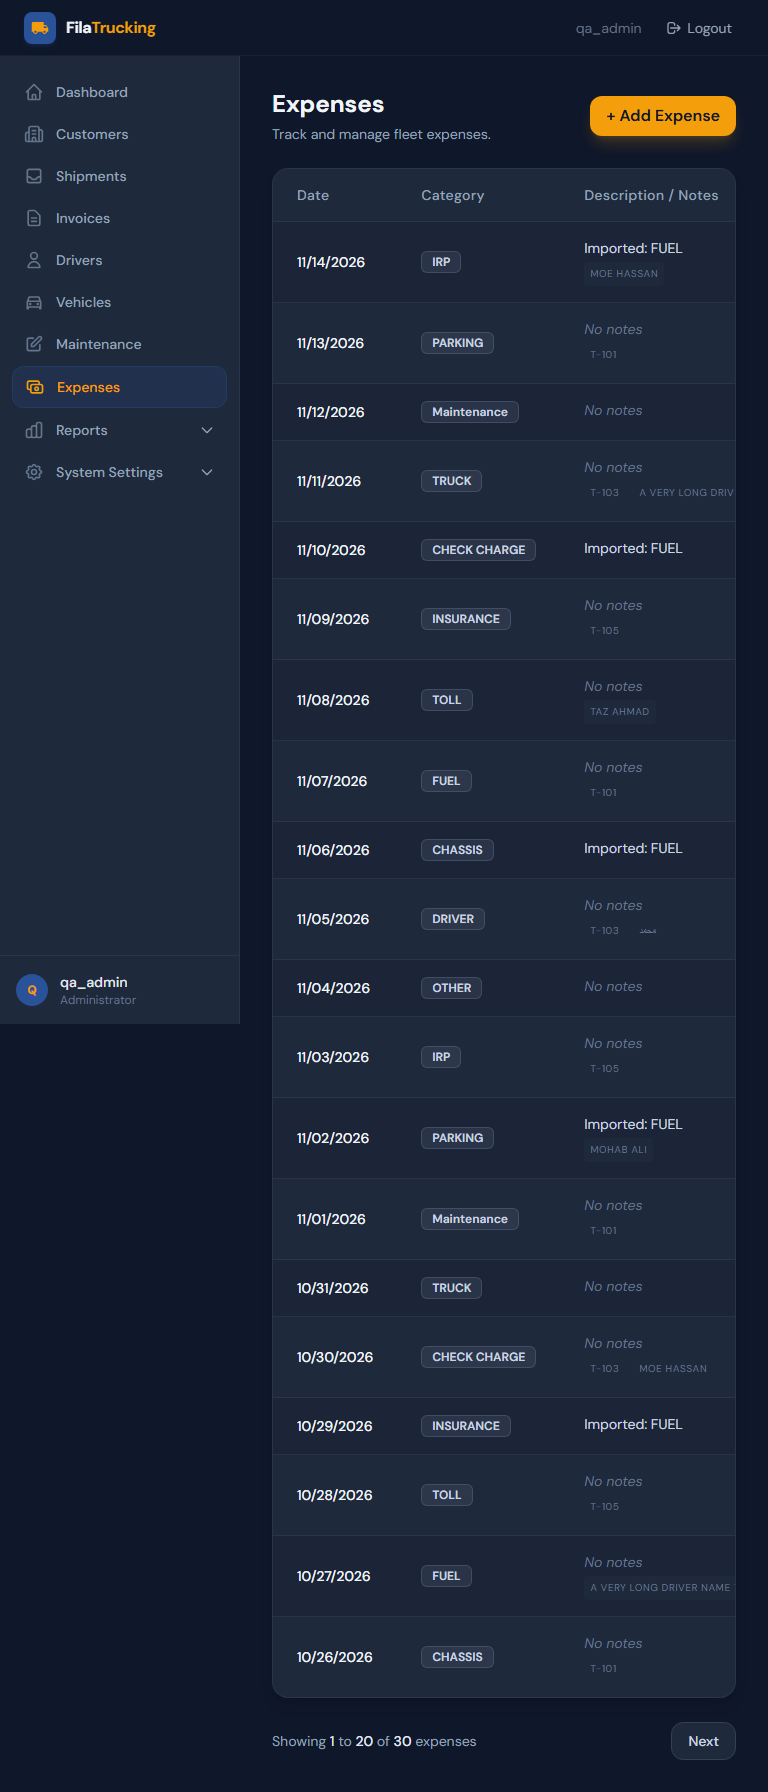 FilaTrucking
qa_admin
Logout
Dashboard
Customers
Shipments
Invoices
Drivers
Vehicles
Maintenance
Expenses
Reports
System Settings
qa_admin
Administrator
Q
Expenses
Track and manage fleet expenses.
+ Add Expense
Date Category Description / Notes
11/14/2026 IRP Imported: FUEL
MOE HASSAN
11/13/2026 PARKING No notes
T-101
11/12/2026 Maintenance No notes
11/11/2026 TRUCK No notes
T-103 A VERY LONG DRIV
11/10/2026 CHECK CHARGE Imported: FUEL
11/09/2026 INSURANCE No notes
T-105
11/08/2026 TOLL No notes
TAZ AHMAD
11/07/2026 FUEL No notes
T-101
11/06/2026 CHASSIS Imported: FUEL
11/05/2026 DRIVER No notes
T-103 محمد
11/04/2026 OTHER No notes
11/03/2026 IRP No notes
T-105
11/02/2026 PARKING Imported: FUEL
MOHAB ALI
11/01/2026 Maintenance No notes
T-101
10/31/2026 TRUCK No notes
10/30/2026 CHECK CHARGE No notes
T-103 MOE HASSAN
10/29/2026 INSURANCE Imported: FUEL
10/28/2026 TOLL No notes
T-105
10/27/2026 FUEL No notes
A VERY LONG DRIVER NAME
10/26/2026 CHASSIS No notes
T-101
Showing 1 to 20 of 30 expenses
Next